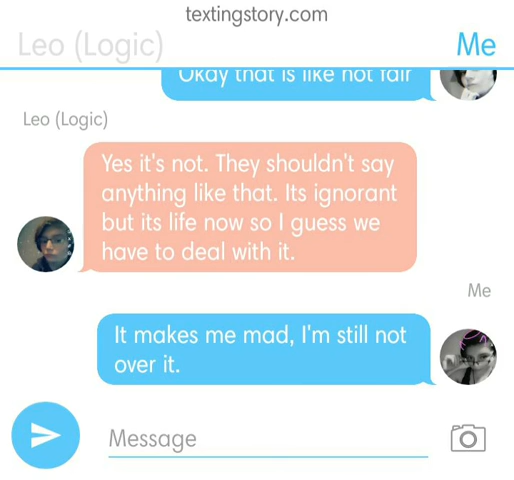 textingstory.com
Leo (Logic)
Me
Okay that is like not fair
Leo (Logic)
Yes it's not. They shouldn't say
anything like that. Its ignorant
but its life now so I guess we
have to deal with it.
Me
It makes me mad, I'm still not
over it.
Message